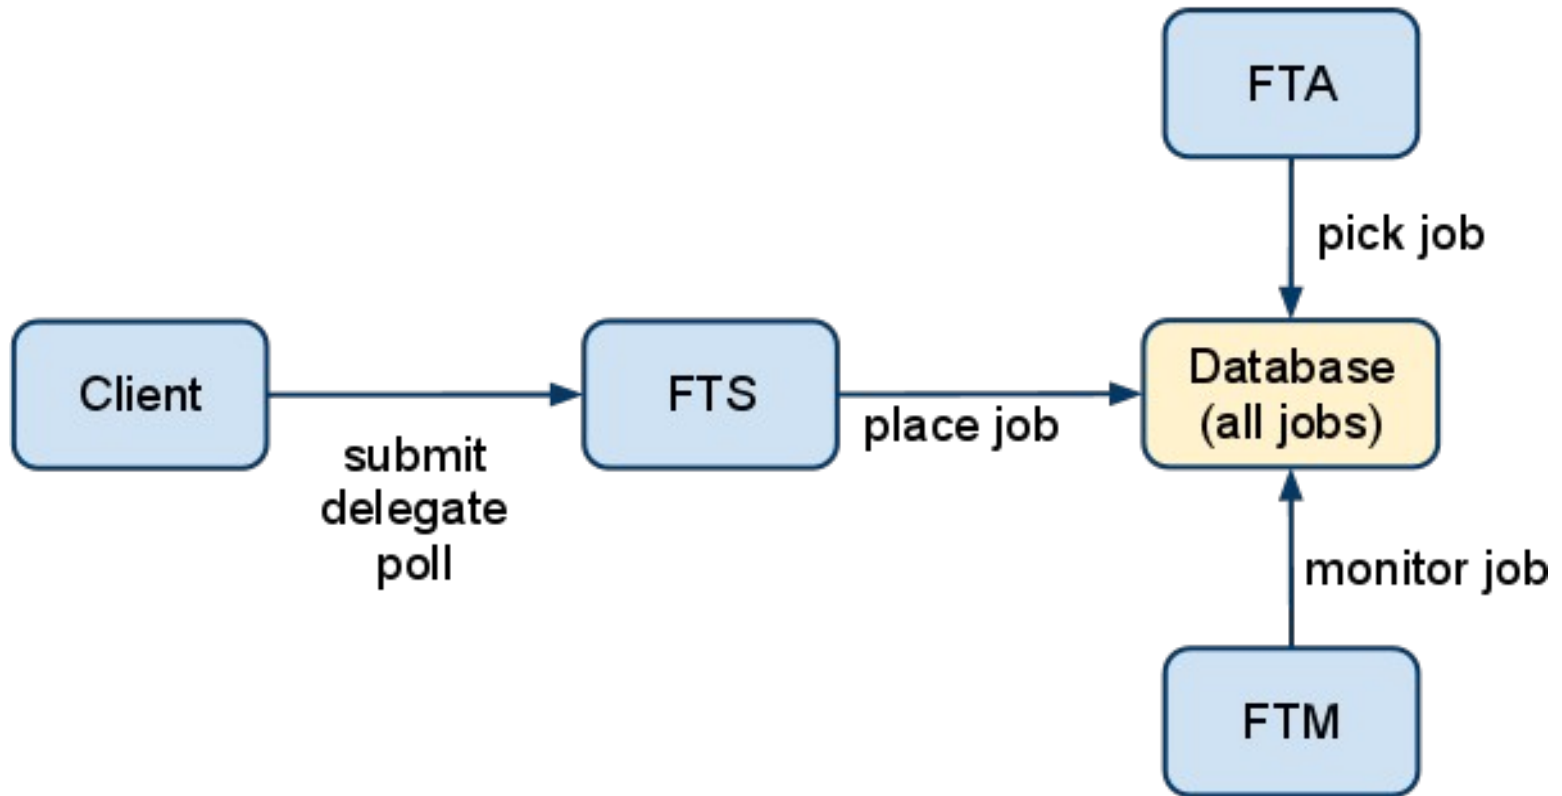 FTA
pick job
Client
submit
delegate
poll
FTS
place job
Database
(all jobs)
monitor job
FTM